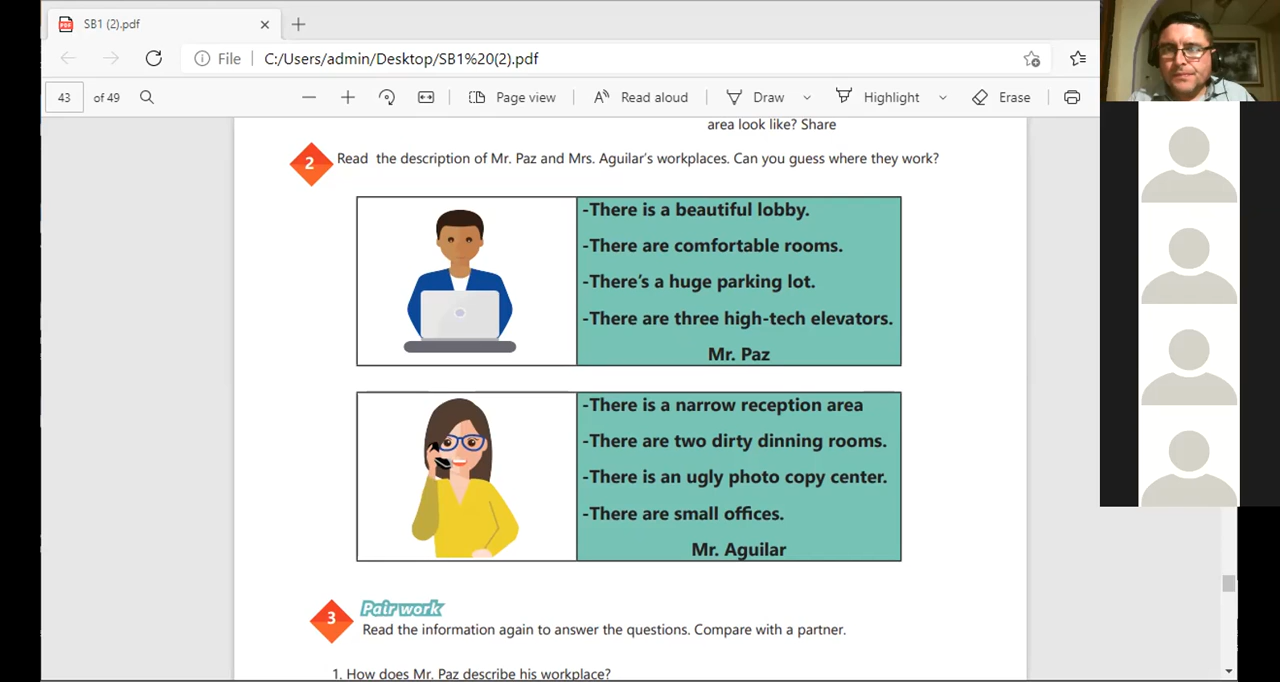 SB1 (2).pdf
File C:/Users/admin/Desktop/SB1%20(2).pdf
43 of 49 Page view Read aloud Draw Highlight Erase
area look like? Share
2 Read the description of Mr. Paz and Mrs. Aguilar's workplaces. Can you guess where they work?
-There is a beautiful lobby.
-There are comfortable rooms.
-There's a huge parking lot.
-There are three high-tech elevators.
Mr. Paz
-There is a narrow reception area
-There are two dirty dinning rooms.
-There is an ugly photo copy center.
-There are small offices.
Mr. Aguilar
3 Pair work
Read the information again to answer the questions. Compare with a partner.
1. How does Mr. Paz describe his workplace?